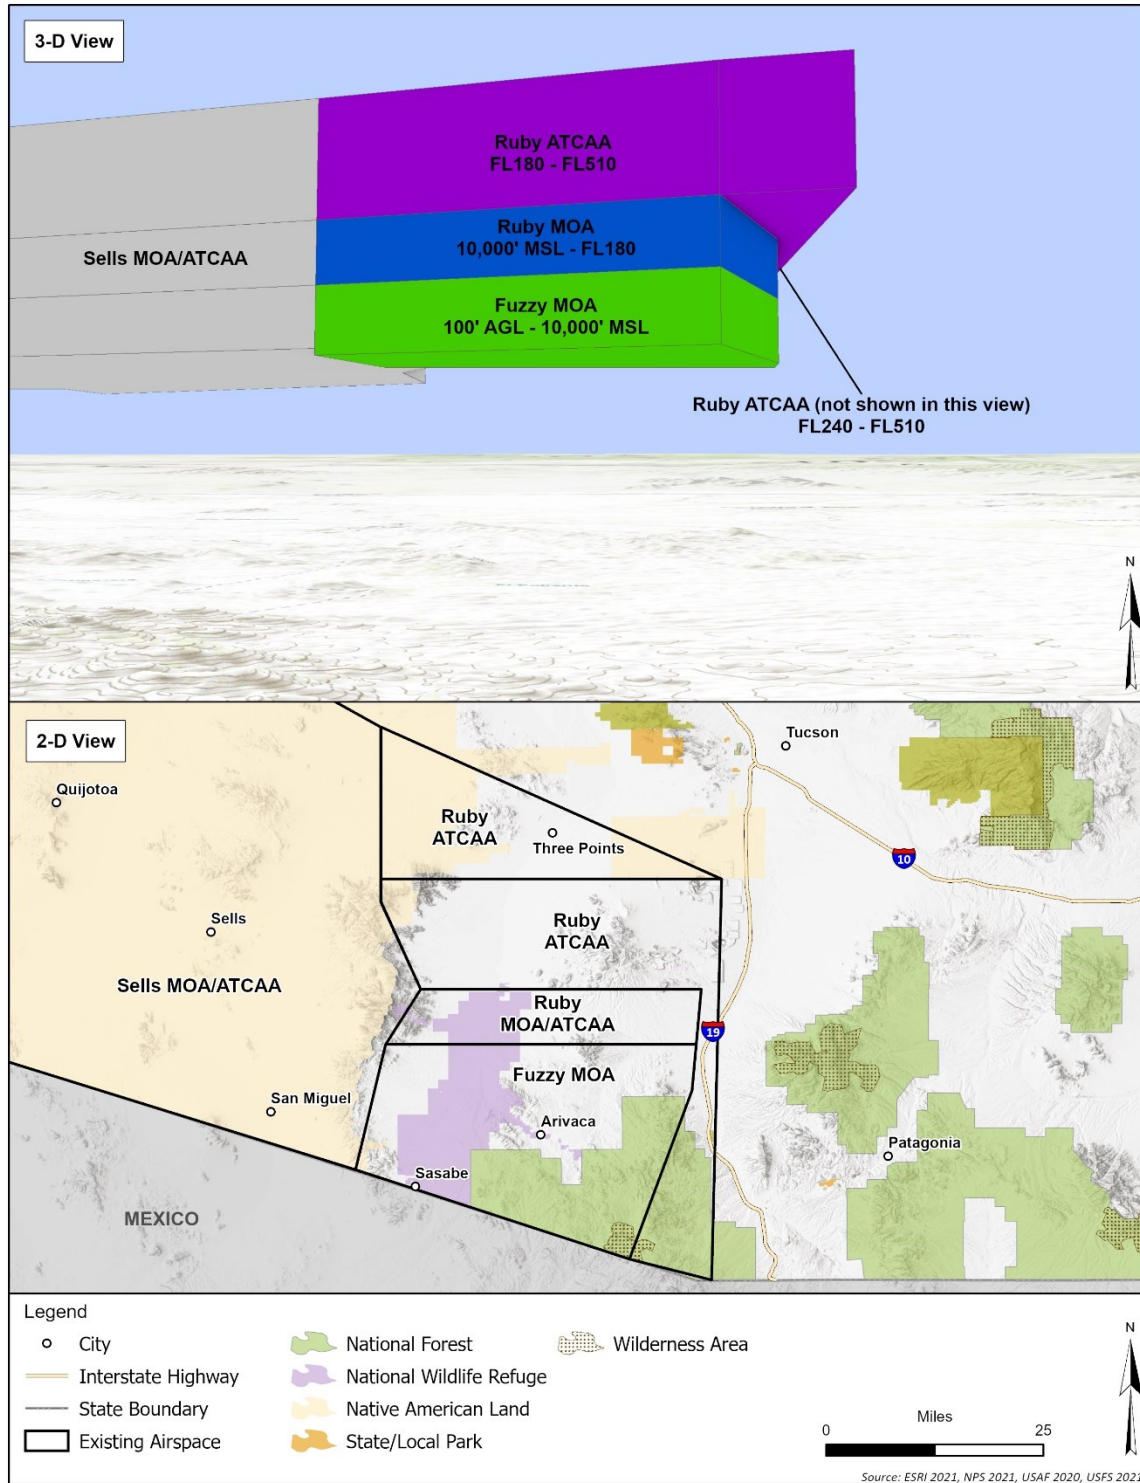 3-D View
Ruby ATCAA
FL180 - FL510
Ruby MOA
10,000' MSL - FL180
Sells MOA/ATCAA
Fuzzy MOA
100' AGL - 10,000' MSL
Ruby ATCAA (not shown in this view)
FL240 - FL510
N
2-D View
Tucson
Quijotoa
Ruby
ATCAA
Three Points
10
Sells
Ruby
ATCAA
Sells MOA/ATCAA
Ruby
MOA/ATCAA
19
Fuzzy MOA
San Miguel
Arivaca
Patagonia
Sasabe
MEXICO
Legend
City
Interstate Highway
State Boundary
Existing Airspace
National Forest
National Wildlife Refuge
Native American Land
State/Local Park
Wilderness Area
N
Miles
0 25
Source: ESRI 2021, NPS 2021, USAF 2020, USFS 2021